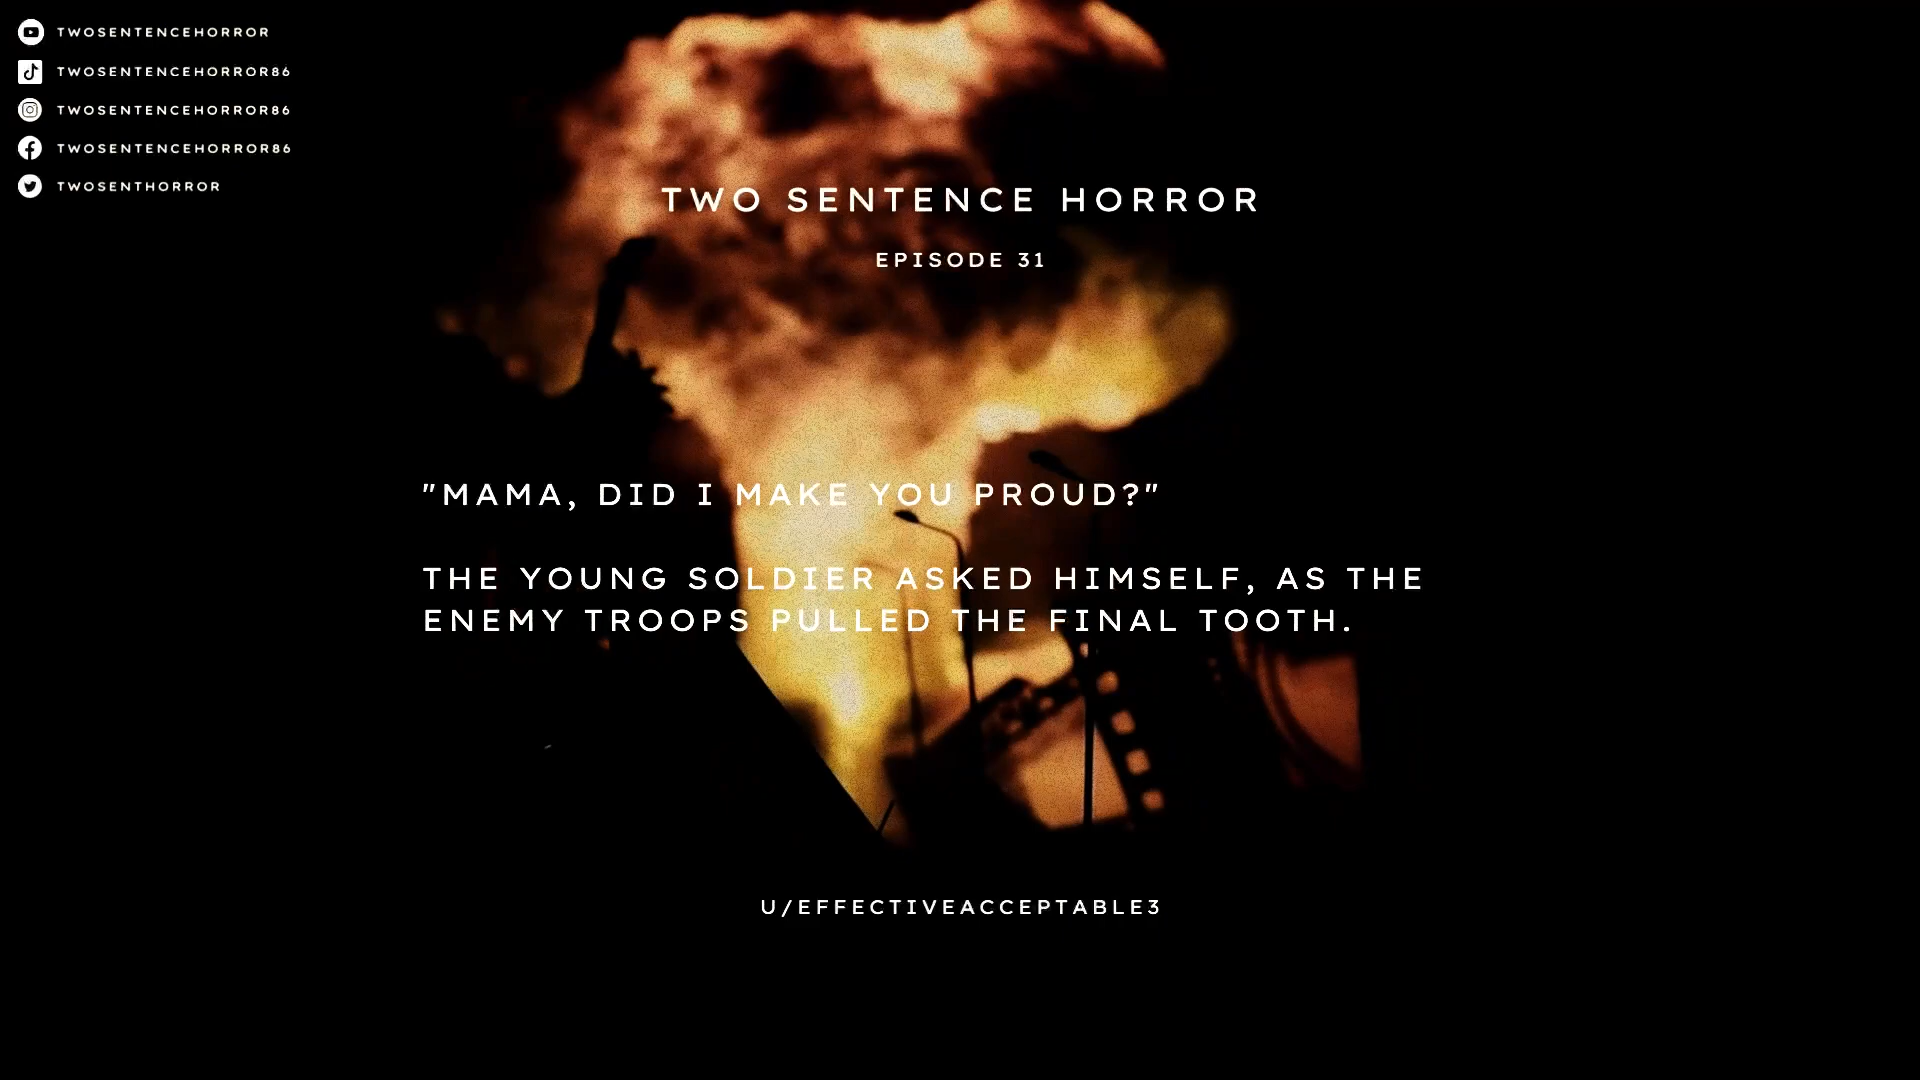 TWOSENTENCEHORROR
TWOSENTENCEHORROR86
TWOSENTENCEHORROR86
TWOSENTENCEHORROR86
TWOSENTHORROR
TWO SENTENCE HORROR
EPISODE 31
"MAMA, DID I MAKE YOU PROUD?"
THE YOUNG SOLDIER ASKED HIMSELF, AS THE
ENEMY TROOPS PULLED THE FINAL TOOTH.
U/EFFECTIVEACCEPTABLE3